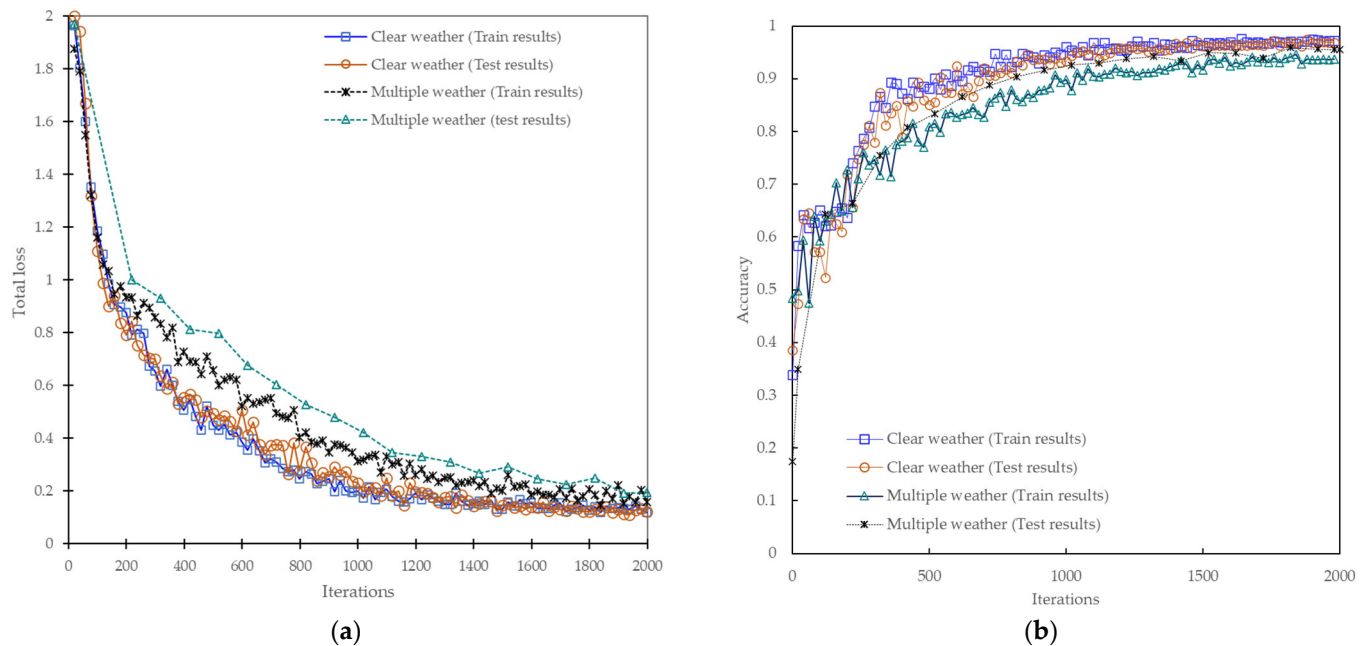 2
1.8
1.6
1.4
1.2
1
0.8
0.6
0.4
0.2
0
Total loss
Clear weather (Train results)
Clear weather (Test results)
Multiple weather (Train results)
Multiple weather (test results)
0 200 400 600 800 1000 1200 1400 1600 1800 2000
Iterations
(a)
1
0.9
0.8
0.7
0.6
0.5
0.4
0.3
0.2
0.1
0
Accuracy
Clear weather (Train results)
Clear weather (Test results)
Multiple weather (Train results)
Multiple weather (Test results)
0 500 1000 1500 2000
Iterations
(b)